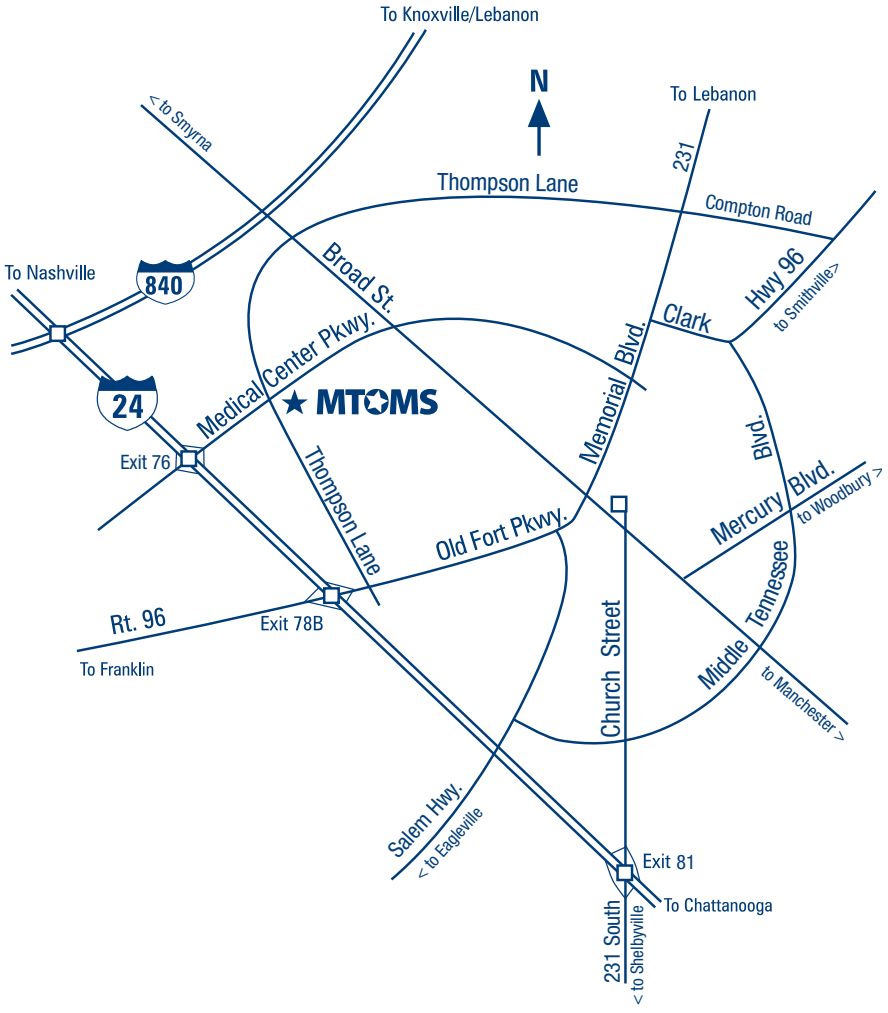 To Knoxville/Lebanon
N
To Lebanon
< to Smyrna
231
Thompson Lane
Compton Road
Broad St.
Hwy 96
to Smithville>
To Nashville
840
Clark
Medical Center Pkwy.
24
MTOMS
Memorial Blvd.
Blvd.
Exit 76
Thompson Lane
Mercury Blvd.
to Woodbury >
Old Fort Pkwy.
Rt. 96
Exit 78B
Tennessee
To Franklin
Church Street
Middle
to Manchester >
Salem Hwy.
< to Eagleville
Exit 81
To Chattanooga
231 South
< to Shelbyville